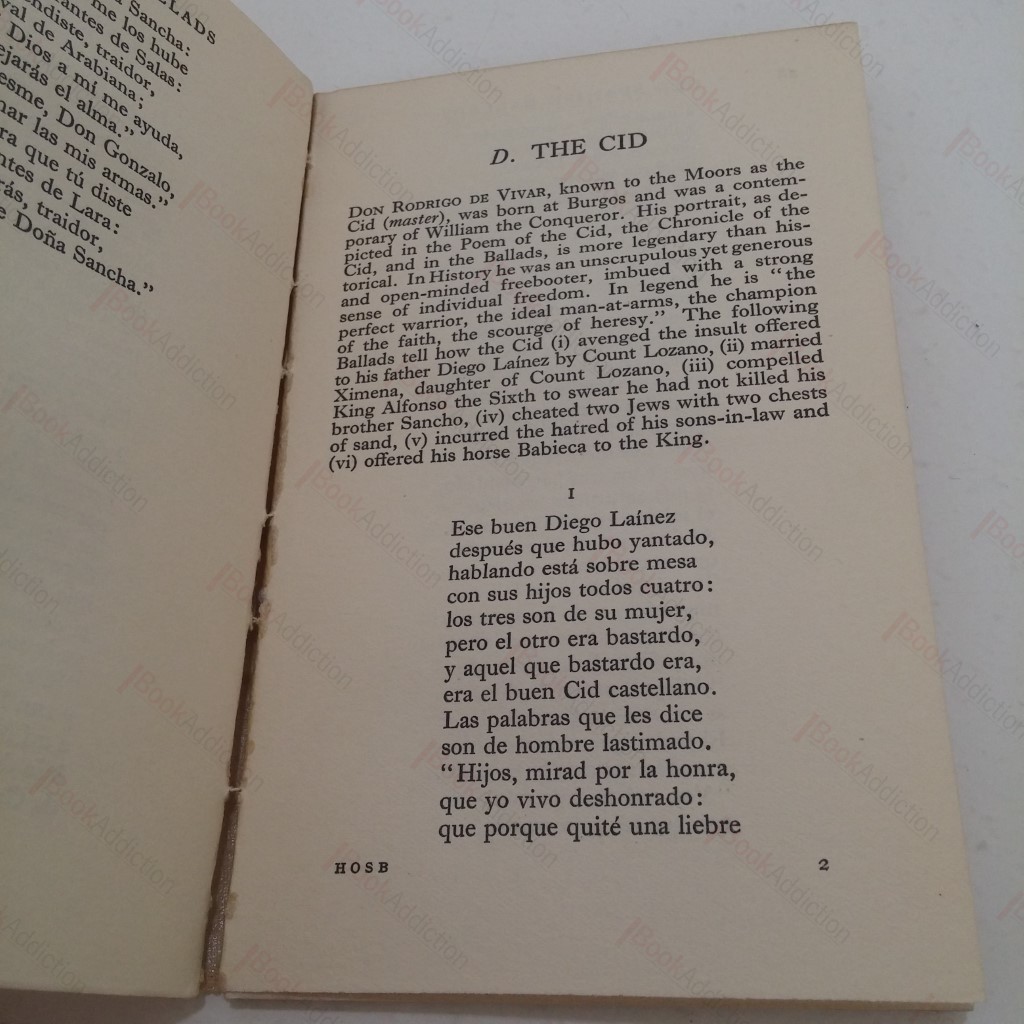 LLADS
Sancha:
me los hube
antes de Salas:
ndiste, traidor,
val de Arabiana;
Dios a mí me ayuda,
ejarás el alma."
esme, Don Gonzalo,
mar las mis armas."
ra que tú diste
ntes de Lara:
rás, traidor,
e Doña Sancha."
D. THE CID
DON RODRIGO DE VIVAR, known to the Moors as the
Cid (master), was born at Burgos and was a contem-
porary of William the Conqueror. His portrait, as de-
picted in the Poem of the Cid, the Chronicle of the
Cid, and in the Ballads, is more legendary than his-
torical. In History he was an unscrupulous yet generous
and open-minded freebooter, imbued with a strong
sense of individual freedom. In legend he is "the
perfect warrior, the ideal man-at-arms, the champion
of the faith, the scourge of heresy." The following
Ballads tell how the Cid (i) avenged the insult offered
to his father Diego Laínez by Count Lozano, (ii) married
Ximena, daughter of Count Lozano, (iii) compelled
King Alfonso the Sixth to swear he had not killed his
brother Sancho, (iv) cheated two Jews with two chests
of sand, (v) incurred the hatred of his sons-in-law and
(vi) offered his horse Babieca to the King.
I
Ese buen Diego Laínez
después que hubo yantado,
hablando está sobre mesa
con sus hijos todos cuatro:
los tres son de su mujer,
pero el otro era bastardo,
y aquel que bastardo era,
era el buen Cid castellano.
Las palabras que les dice
son de hombre lastimado.
"Hijos, mirad por la honra,
que yo vivo deshonrado:
que porque quité una liebre
HOSB 2
BookAddiction